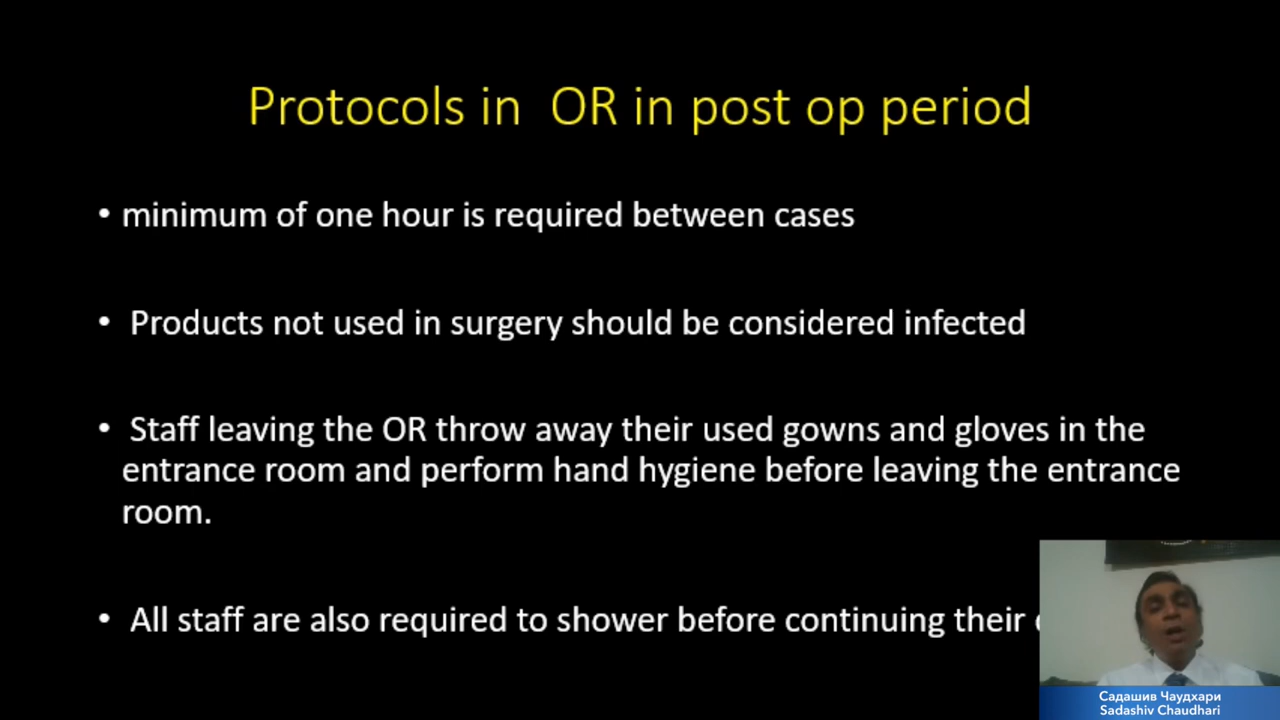 Protocols in OR in post op period
• minimum of one hour is required between cases
• Products not used in surgery should be considered infected
• Staff leaving the OR throw away their used gowns and gloves in the
entrance room and perform hand hygiene before leaving the entrance
room.
• All staff are also required to shower before continuing their
Садашив Чаудхари
Sadashiv Chaudhari